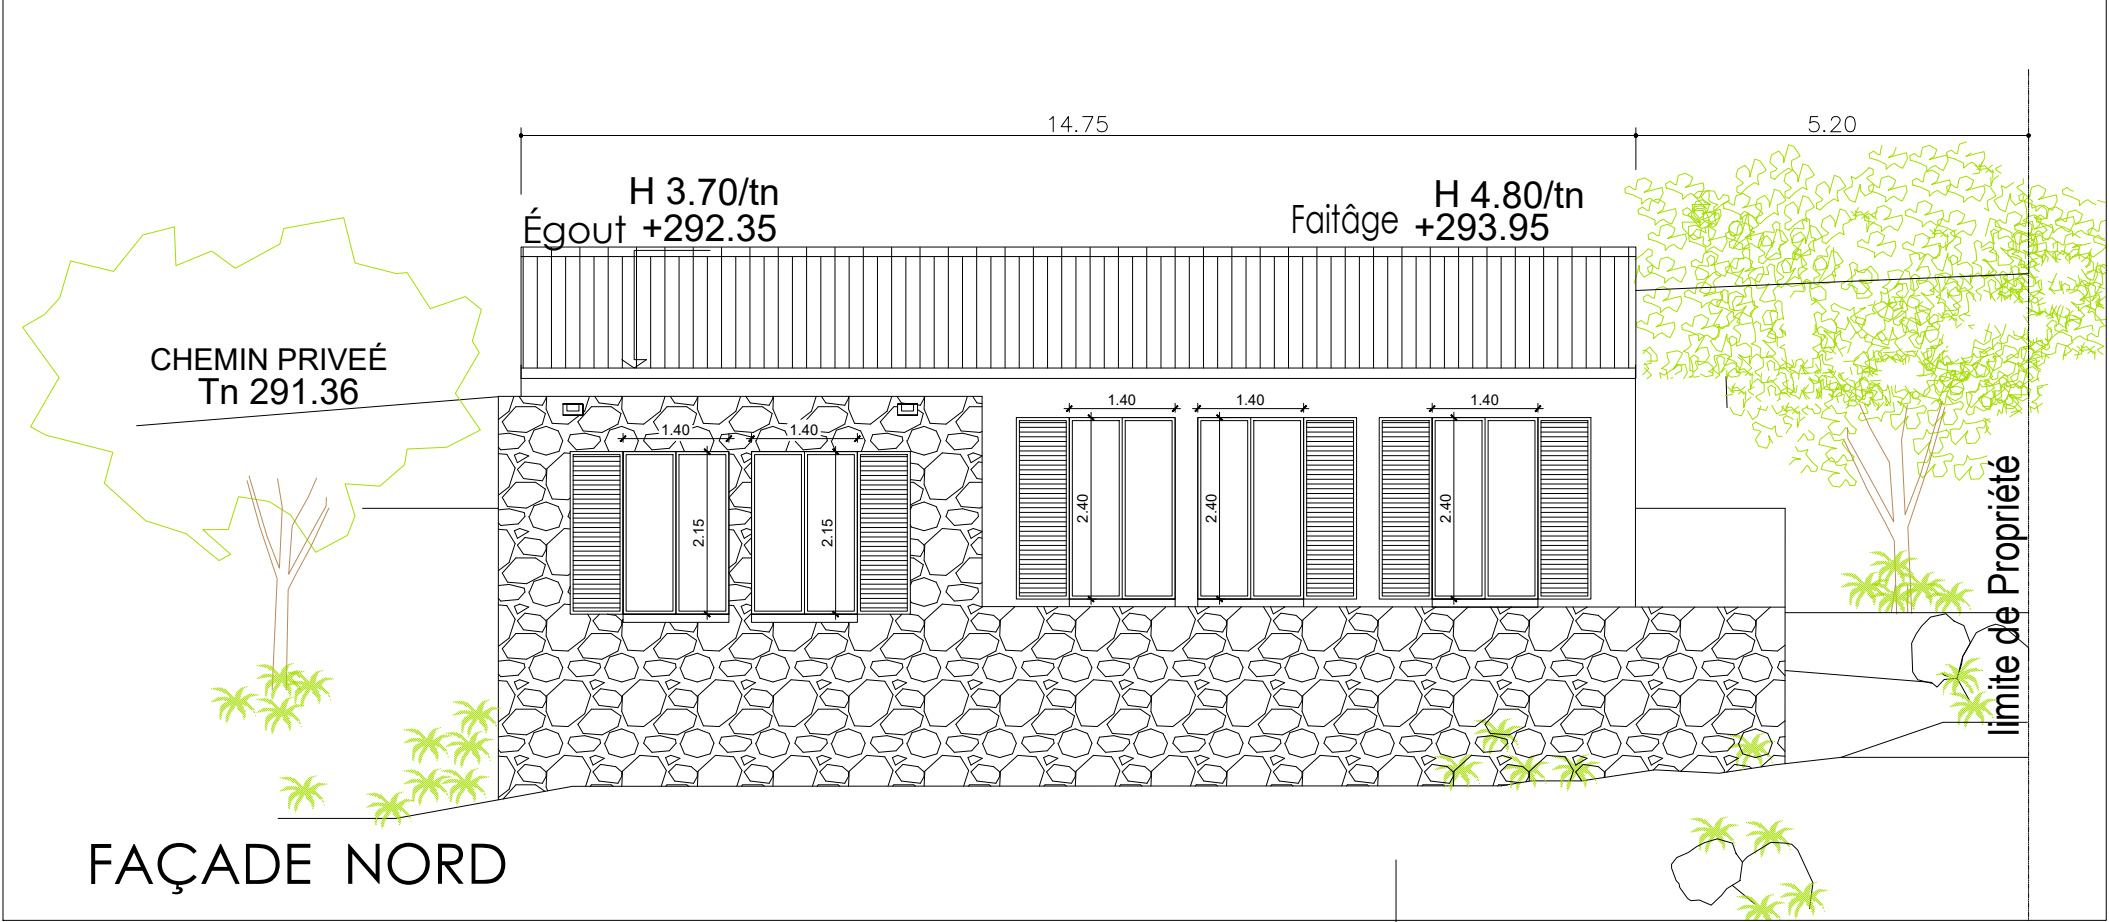 14.75
5.20
H 3.70/tn
Égout +292.35
H 4.80/tn
Faitâge +293.95
CHEMIN PRIVEÉ
Tn 291.36
1.40
1.40
1.40
1.40
1.40
2.15
2.15
2.40
2.40
2.40
limite de Propriété
FAÇADE NORD